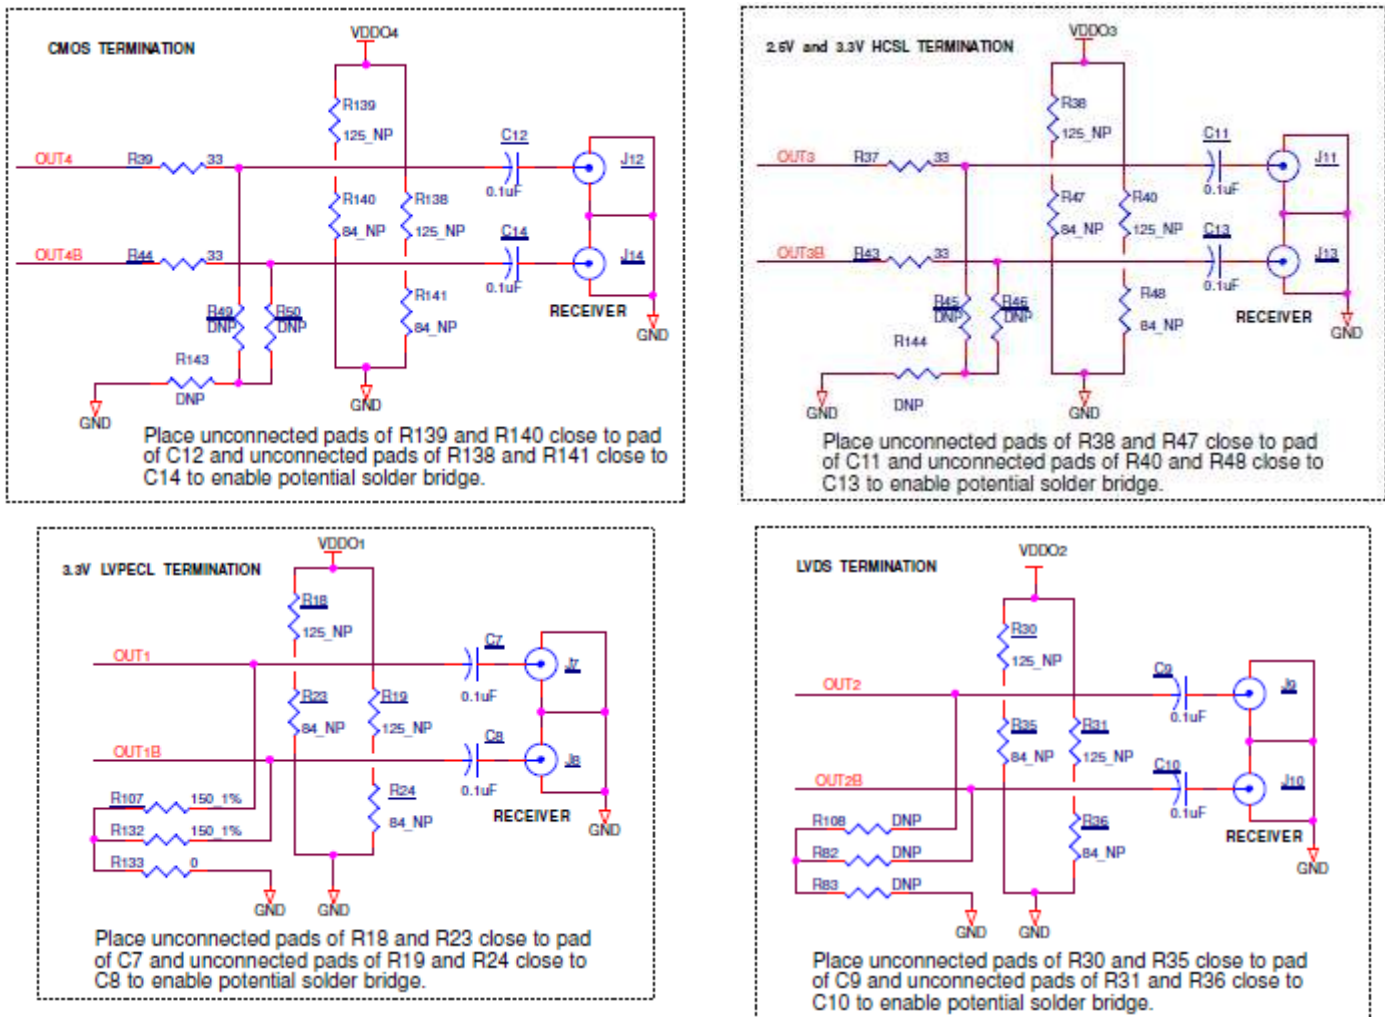 VDDO4
CMOS TERMINATION
R139
125_NP
C12
OUT4
R39
33
J12
0.1uF
R140
R138
84_NP
125_NP
C14
OUT4B
R44
33
J14
0.1uF
R49
DNP
R50
DNP
R141
84_NP
RECEIVER
GND
R143
DNP
GND
GND
Place unconnected pads of R139 and R140 close to pad
of C12 and unconnected pads of R138 and R141 close to
C14 to enable potential solder bridge.
VDDO3
2.5V and 3.3V HCSL TERMINATION
R38
125_NP
C11
OUT3
R37
33
J11
0.1uF
R47
R40
84_NP
125_NP
C13
OUT3B
R43
33
J13
0.1uF
R45
DNP
R46
DNP
R48
84_NP
RECEIVER
GND
R144
DNP
GND
GND
Place unconnected pads of R38 and R47 close to pad
of C11 and unconnected pads of R40 and R48 close to
C13 to enable potential solder bridge.
VDDO1
3.3V LVPECL TERMINATION
R18
125_NP
C7
OUT1
J7
0.1uF
R23
R19
84_NP
125_NP
C8
OUT1B
J8
0.1uF
R107
150_1%
R24
84_NP
RECEIVER
GND
R132
150_1%
R133
0
GND
GND
Place unconnected pads of R18 and R23 close to pad
of C7 and unconnected pads of R19 and R24 close to
C8 to enable potential solder bridge.
VDDO2
LVDS TERMINATION
R30
125_NP
C9
OUT2
J9
0.1uF
R35
R31
84_NP
125_NP
C10
OUT2B
J10
0.1uF
R108
DNP
R36
84_NP
RECEIVER
GND
R82
DNP
R83
DNP
GND
GND
Place unconnected pads of R30 and R35 close to pad
of C9 and unconnected pads of R31 and R36 close to
C10 to enable potential solder bridge.